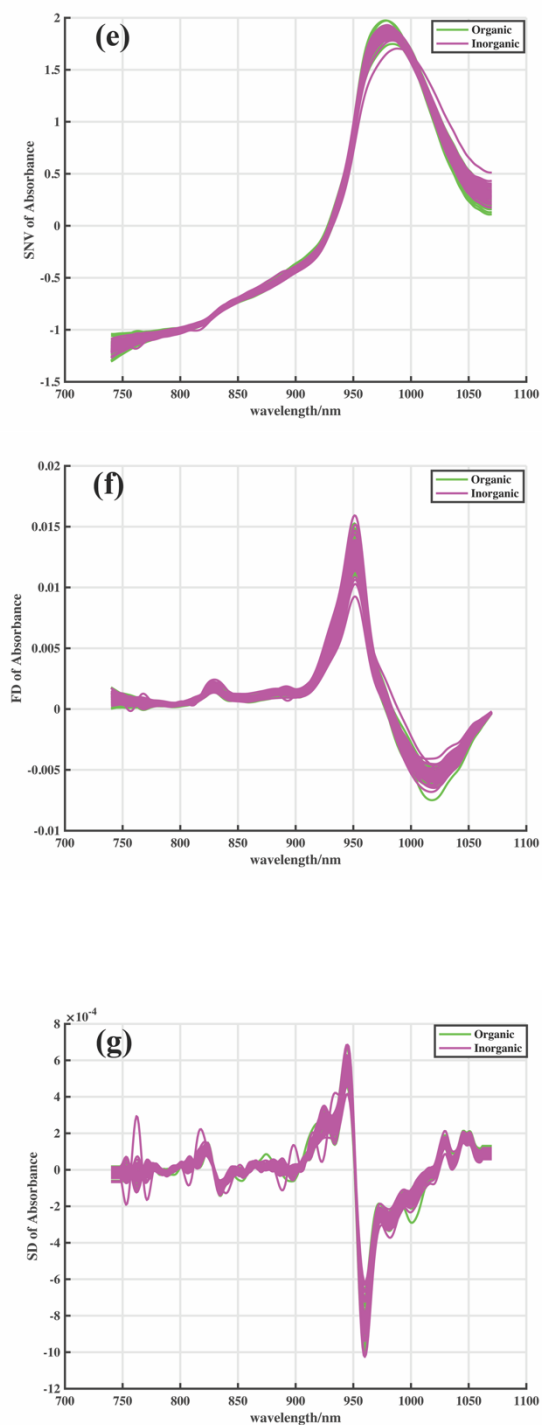 (e)
Organic
Inorganic
2
1.5
1
0.5
0
-0.5
-1
-1.5
SNV of Absorbance
700 750 800 850 900 950 1000 1050 1100
wavelength/nm
(f)
Organic
Inorganic
0.02
0.015
0.01
0.005
0
-0.005
-0.01
FD of Absorbance
700 750 800 850 900 950 1000 1050 1100
wavelength/nm
×10⁻⁴
(g)
Organic
Inorganic
8
6
4
2
0
-2
-4
-6
-8
-10
-12
SD of Absorbance
700 750 800 850 900 950 1000 1050 1100
wavelength/nm